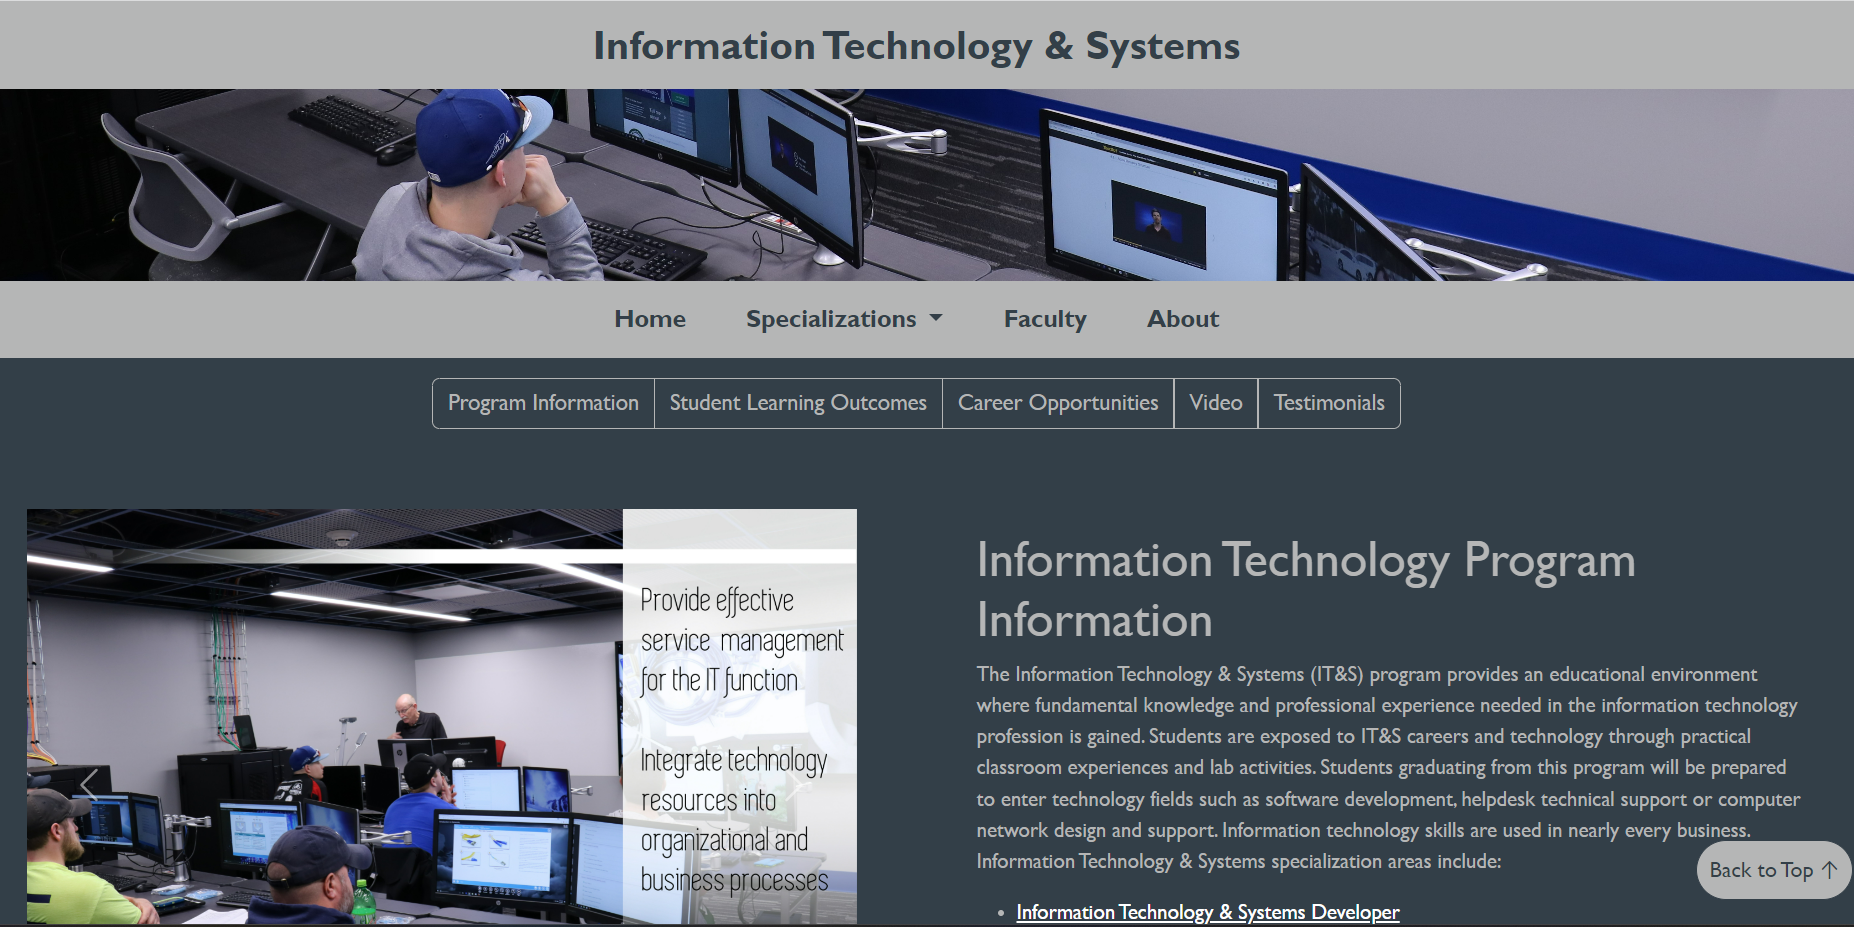 Information Technology & Systems
Home
Specializations
Faculty
About
Program Information
Student Learning Outcomes
Career Opportunities
Video
Testimonials
Provide effective
service management
for the IT function
Integrate technology
resources into
organizational and
business processes
Information Technology Program
Information
The Information Technology & Systems (IT&S) program provides an educational environment
where fundamental knowledge and professional experience needed in the information technology
profession is gained. Students are exposed to IT&S careers and technology through practical
classroom experiences and lab activities. Students graduating from this program will be prepared
to enter technology fields such as software development, helpdesk technical support or computer
network design and support. Information technology skills are used in nearly every business.
Information Technology & Systems specialization areas include:
• Information Technology & Systems Developer
Back to Top ↑